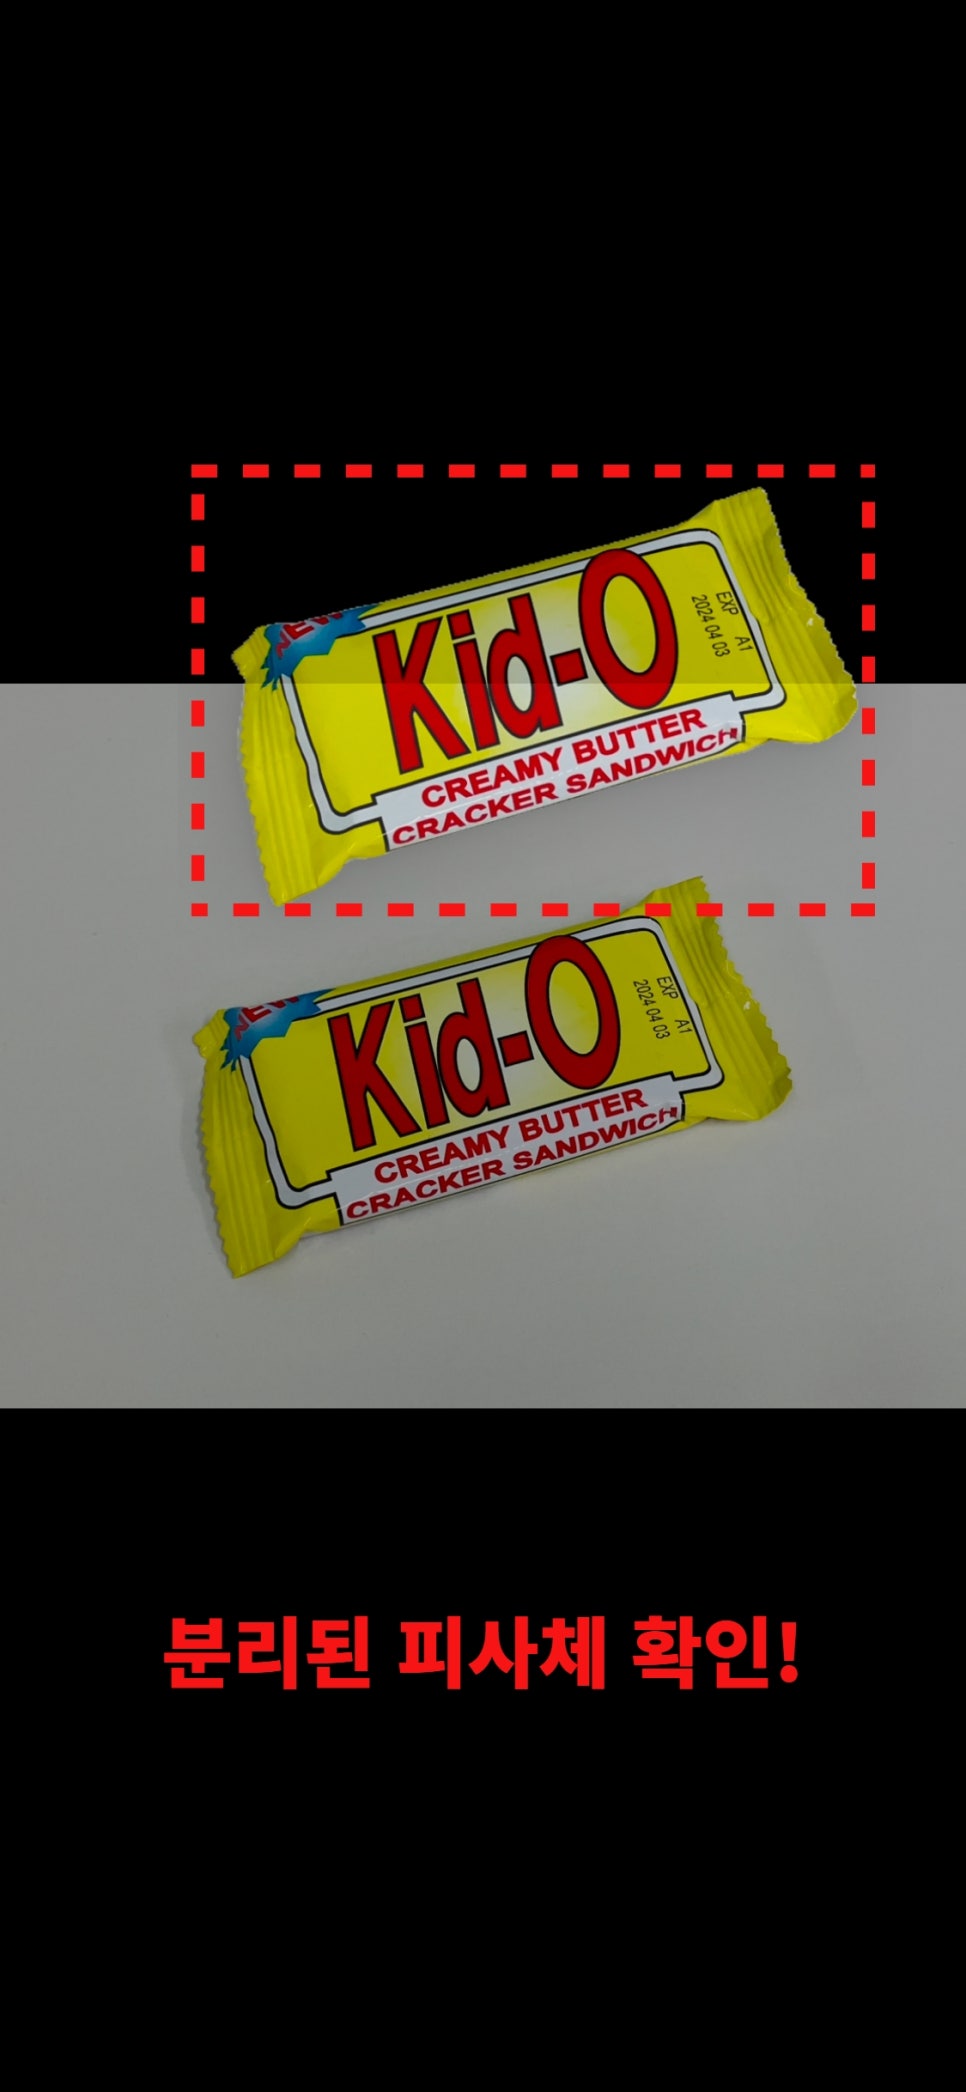 NEW
Kid-O
EXP A1
2024 04 03
CREAMY BUTTER
CRACKER SANDWICH
NEW
Kid-O
EXP A1
2024 04 03
CREAMY BUTTER
CRACKER SANDWICH
분리된 피사체 확인!